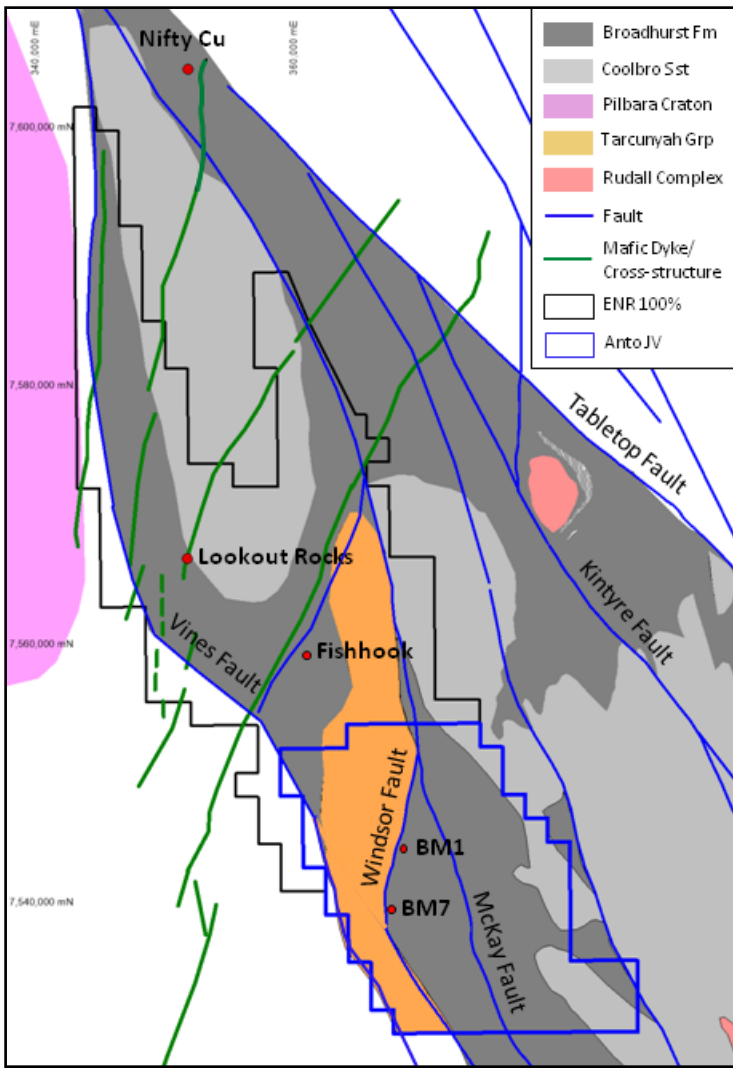 Nifty Cu
340,000 mE
360,000 mE
Broadhurst Fm
Coolbro Sst
Pilbara Craton
Tarcunyah Grp
Rudall Complex
Fault
Mafic Dyke/
Cross-structure
ENR 100%
Anto JV
7,600,000 mN
7,580,000 mN
Tabletop Fault
Lookout Rocks
Kintyre Fault
Vines Fault
7,560,000 mN
Fishhook
Windsor Fault
BM1
McKay Fault
7,540,000 mN
BM7